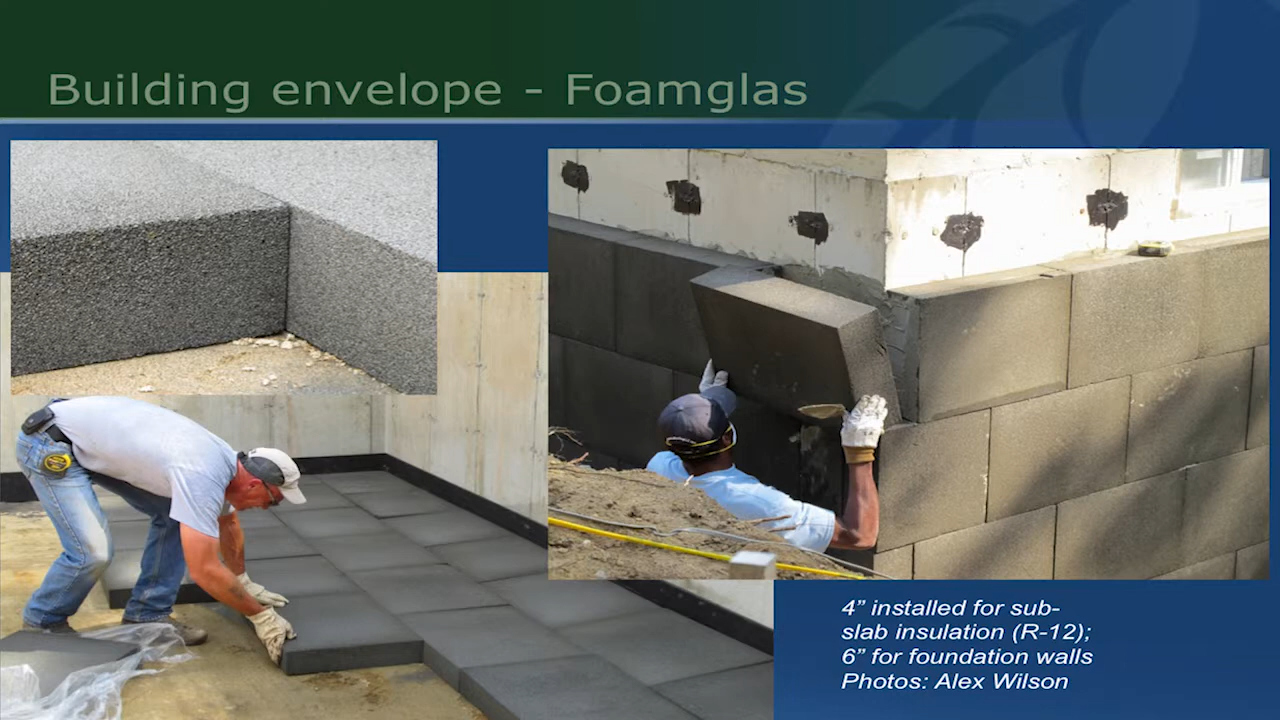 Building envelope - Foamglas
4” installed for sub-
slab insulation (R-12);
6” for foundation walls
Photos: Alex Wilson